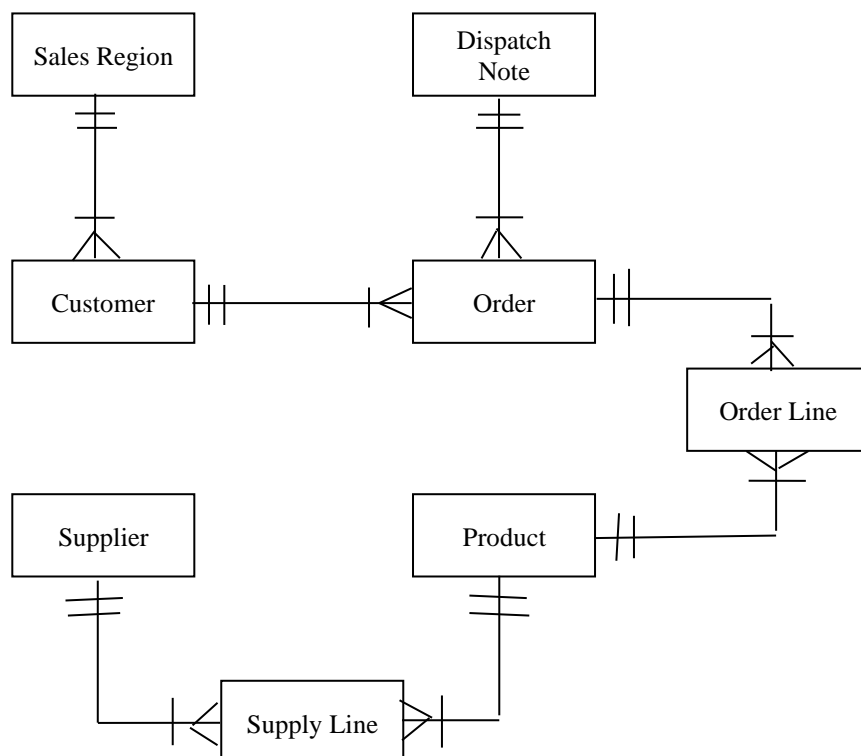 Sales Region
Dispatch
Note
Customer
Order
Order Line
Supplier
Product
Supply Line